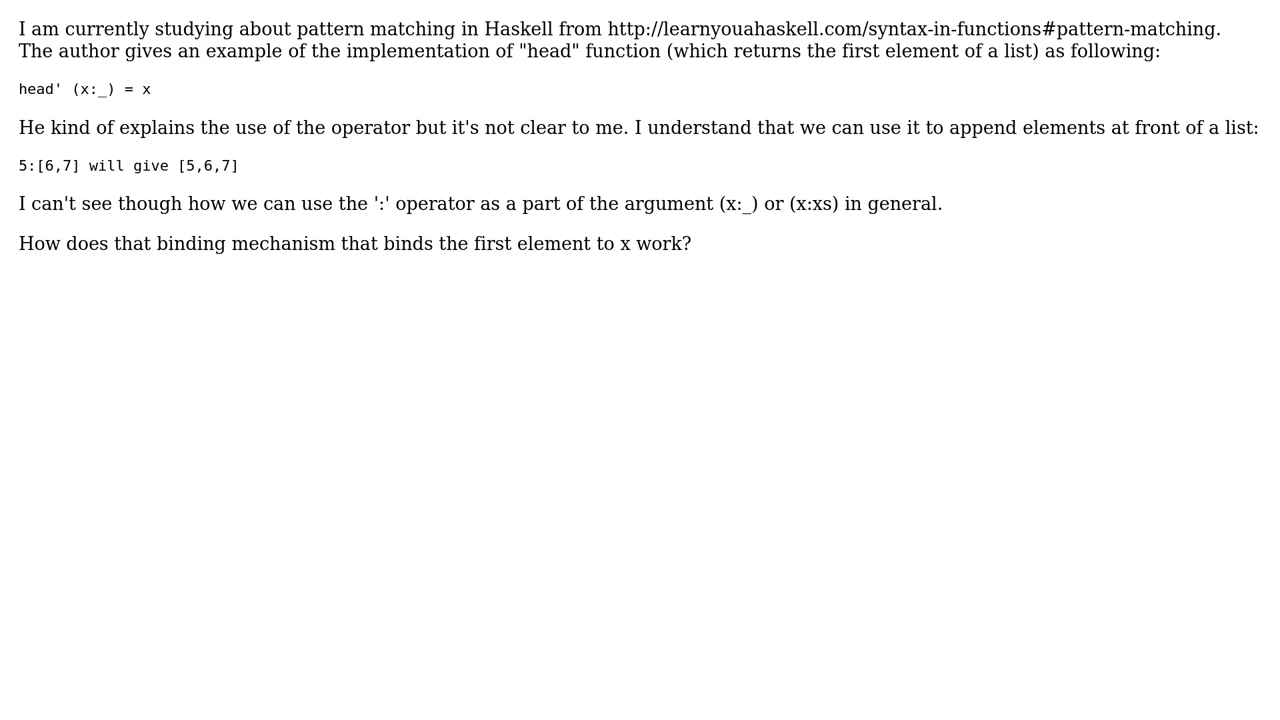 I am currently studying about pattern matching in Haskell from http://learnyouahaskell.com/syntax-in-functions#pattern-matching.
The author gives an example of the implementation of "head" function (which returns the first element of a list) as following:
head' (x:_) = x
He kind of explains the use of the operator but it's not clear to me. I understand that we can use it to append elements at front of a list:
5:[6,7] will give [5,6,7]
I can't see though how we can use the ':' operator as a part of the argument (x:_) or (x:xs) in general.
How does that binding mechanism that binds the first element to x work?